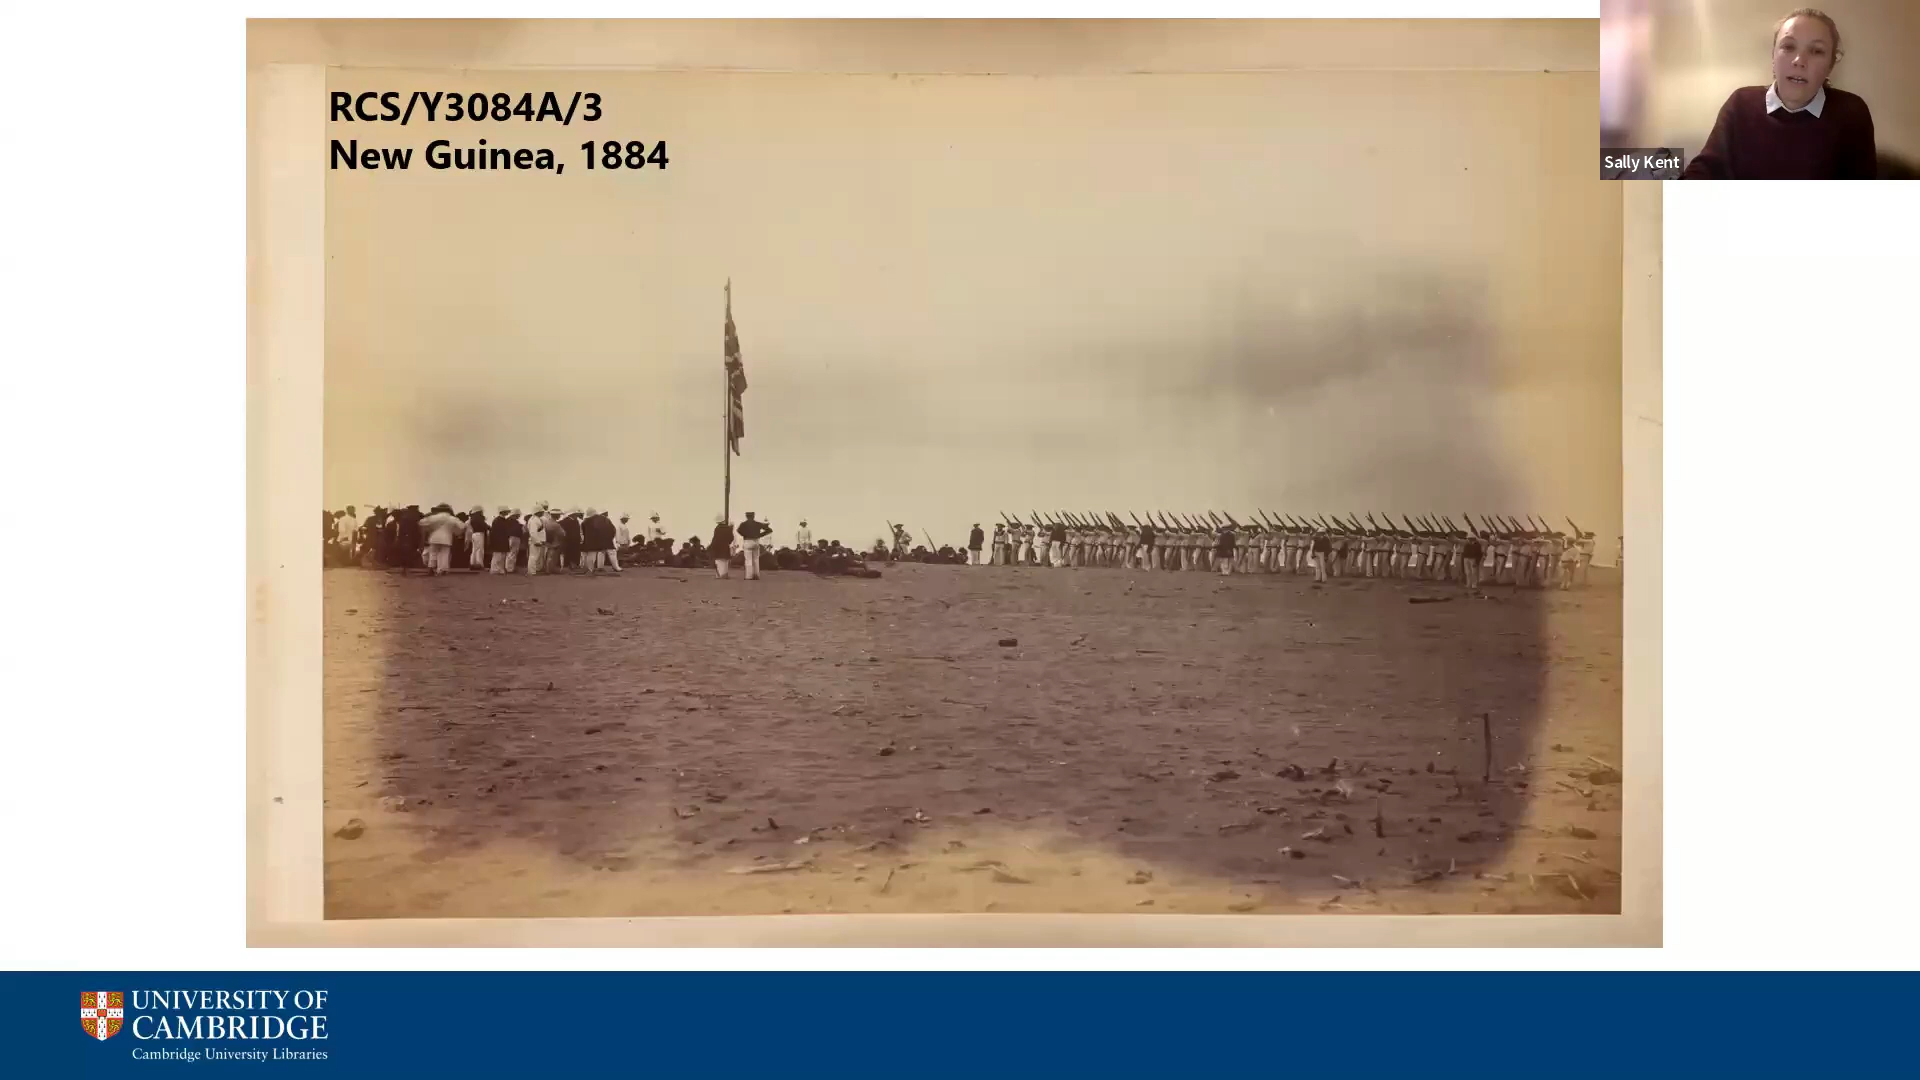 RCS/Y3084A/3
New Guinea, 1884
Sally Kent
UNIVERSITY OF
CAMBRIDGE
Cambridge University Libraries